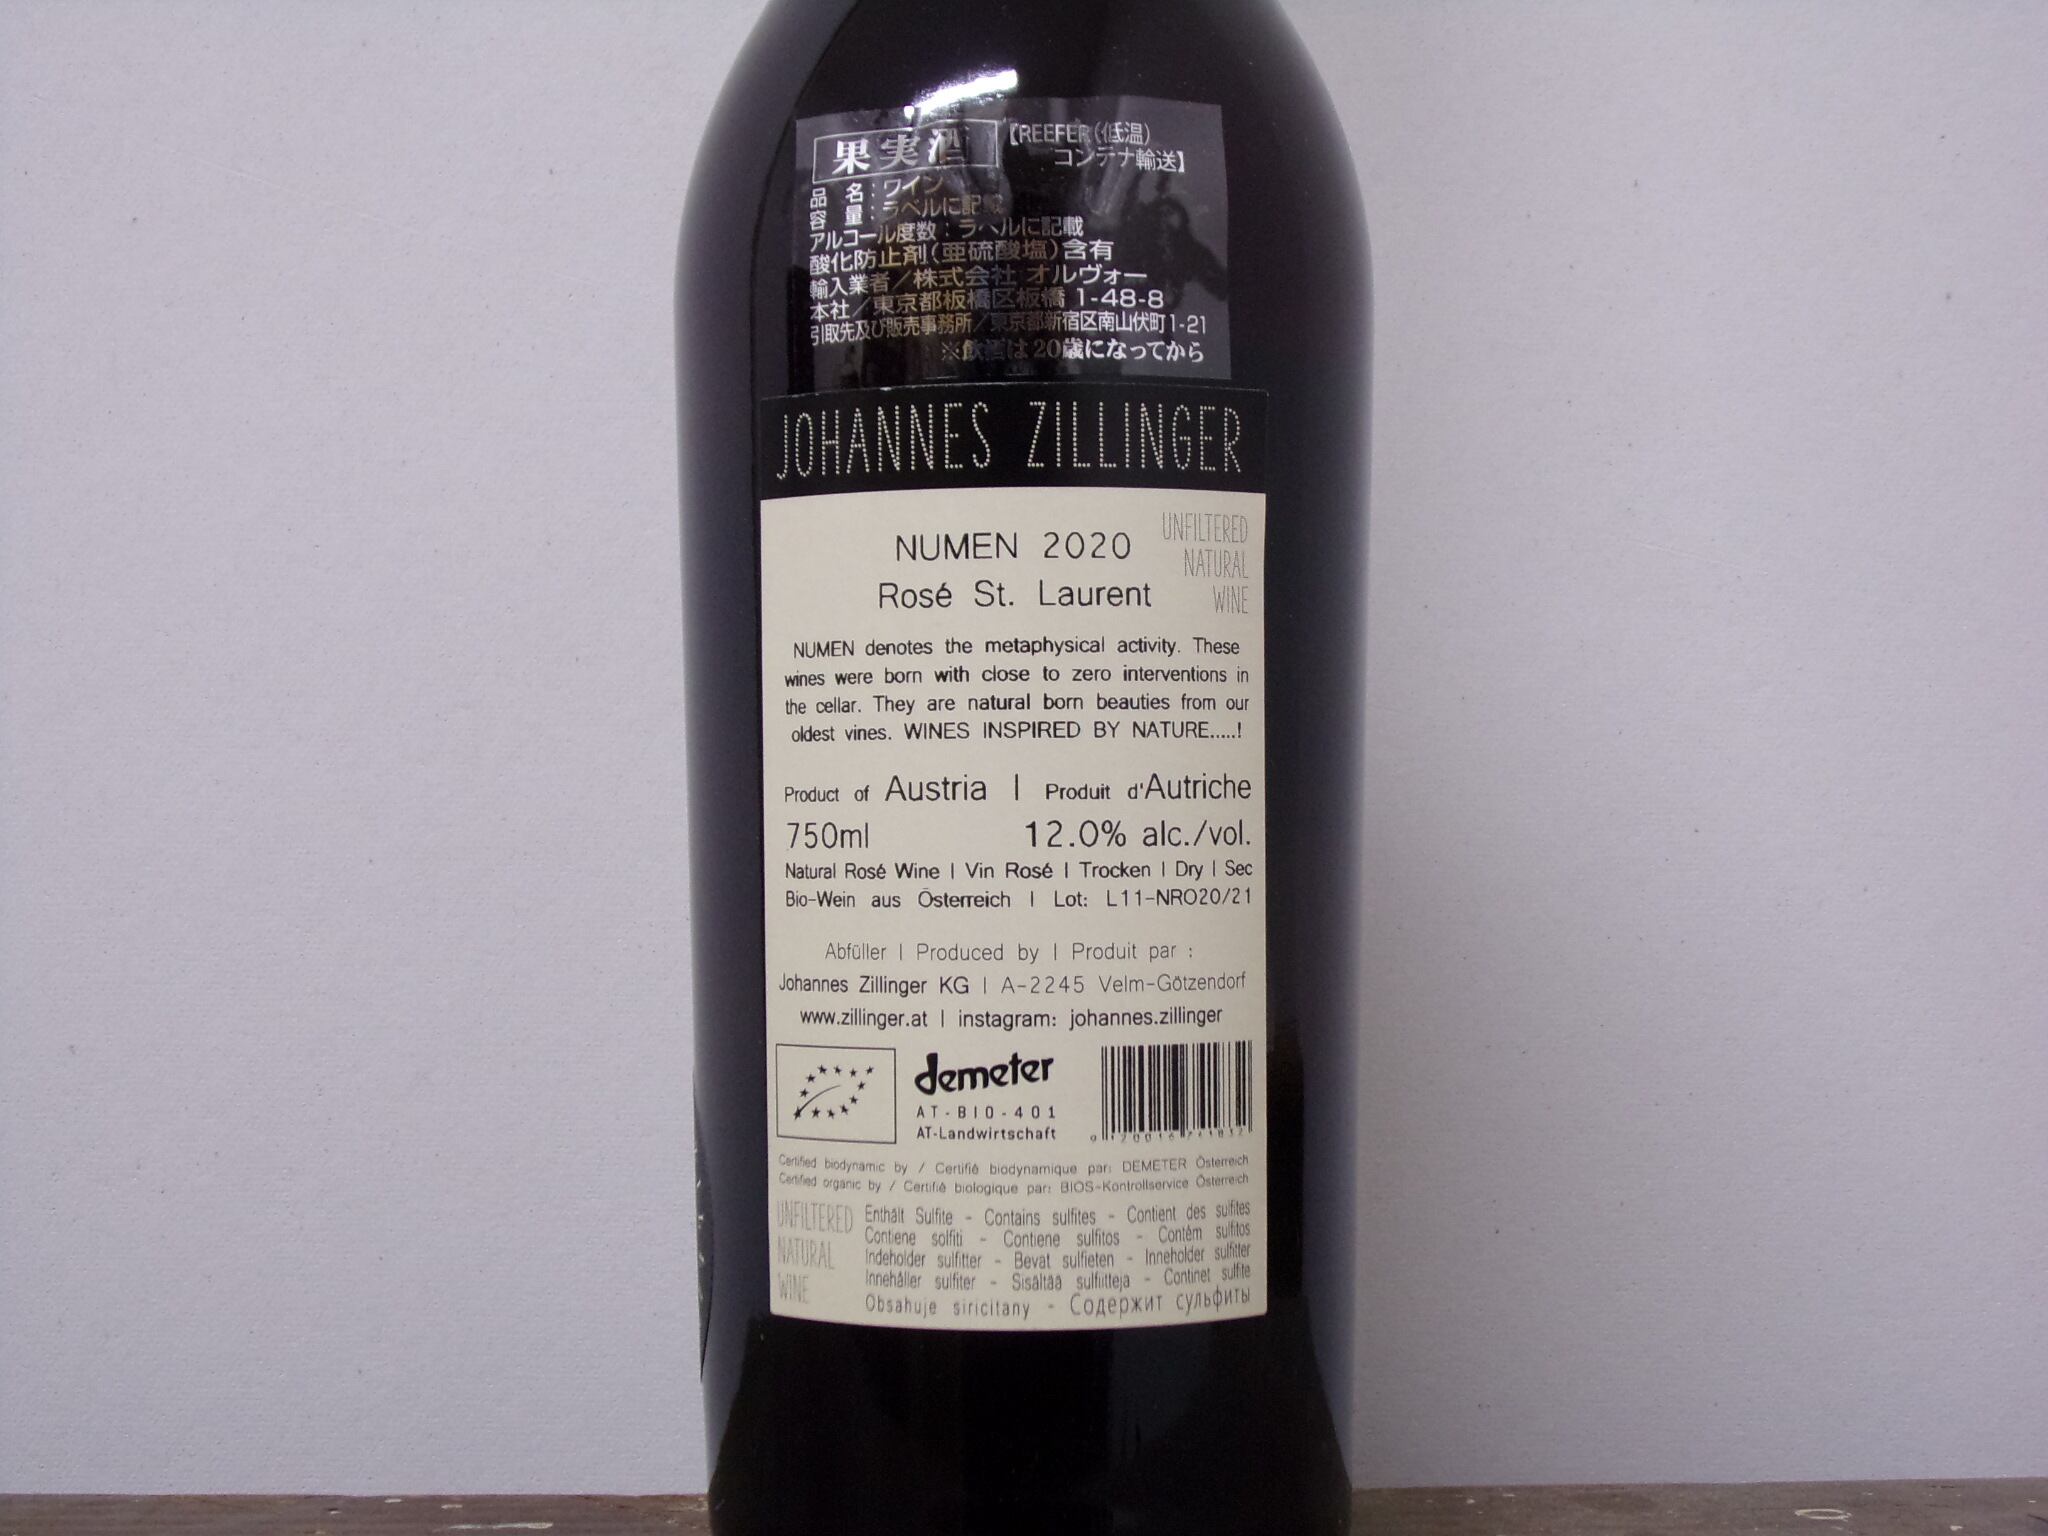 果実酒 【REEFER(低温)
コンテナ輸送】
品 名:ワイン
容 量:ラベルに記載
アルコール度数:ラベルに記載
酸化防止剤(亜硫酸塩)含有
輸入業者/株式会社 オルヴォー
本社/東京都板橋区板橋 1-48-8
引取先及び販売事務所/東京都新宿区南山伏町1-21
※飲酒は20歳になってから
JOHANNES ZILLINGER
NUMEN 2020
Rosé St. Laurent
UNFILTERED
NATURAL
WINE
NUMEN denotes the metaphysical activity. These
wines were born with close to zero interventions in
the cellar. They are natural born beauties from our
oldest vines. WINES INSPIRED BY NATURE.....!
Product of Austria | Produit d'Autriche
750ml 12.0% alc./vol.
Natural Rosé Wine | Vin Rosé | Trocken | Dry | Sec
Bio-Wein aus Österreich | Lot: L11-NRO20/21
Abfüller | Produced by | Produit par :
Johannes Zillinger KG | A-2245 Velm-Götzendorf
www.zillinger.at | instagram: johannes.zillinger
demeter
AT-BIO-401
AT-Landwirtschaft
Certified biodynamic by / Certifié biodynamique par: DEMETER Österreich
Certified organic by / Certifié biologique par: BIOS-Kontrollservice Österreich
UNFILTERED
NATURAL
WINE
Enthält Sulfite - Contains sulfites - Contient des sulfites
Contiene solfiti - Contiene sulfitos - Contêm sulfitos
Indeholder sulfitter - Bevat sulfieten - Inneholder sulfitter
Innehåller sulfiter - Sisältää sulfiitteja - Continet sulfite
Obsahuje siricitany - Содержит сульфиты